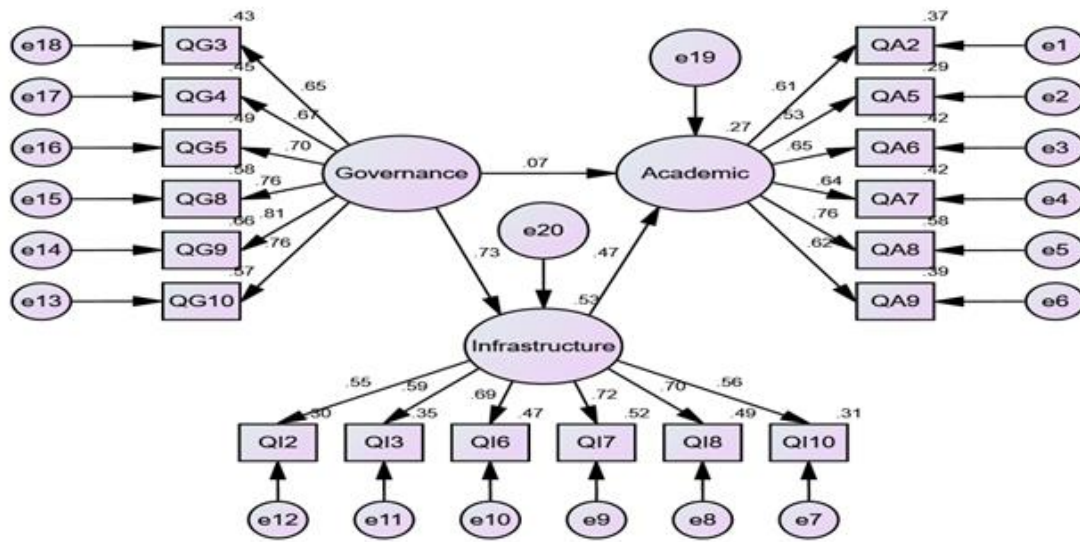 .43
.37
e18
QG3
e19
QA2
e1
.45
.29
.65
.61
e17
QG4
QA5
e2
.67
.53
.49
.42
e16
QG5
.70
.27
.65
QA6
e3
.58
.42
Governance
.07
Academic
e15
QG8
.76
.64
QA7
e4
.66
.81
.76
.58
e14
QG9
e20
QA8
e5
.76
.73
.47
.62
.57
.39
e13
QG10
.53
QA9
e6
Infrastructure
.55
.59
.69
.72
.70
.56
.30
.35
.47
.52
.49
.31
QI2
QI3
QI6
QI7
QI8
QI10
e12
e11
e10
e9
e8
e7